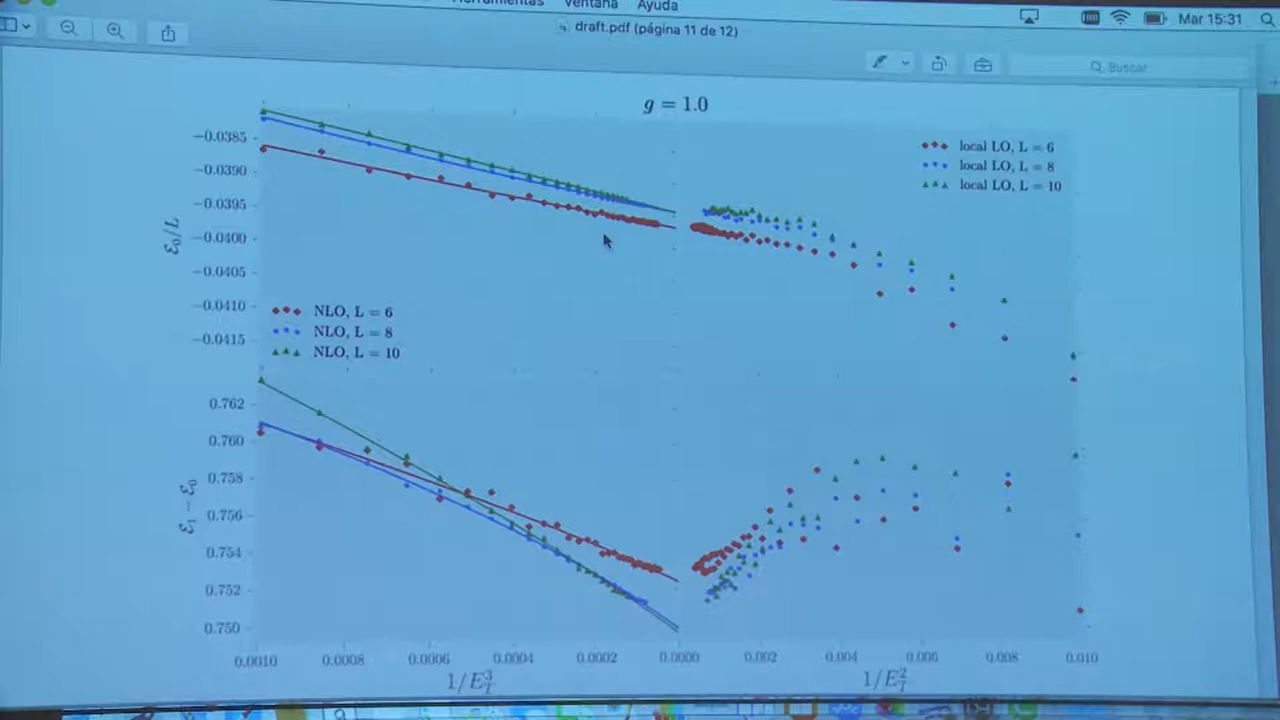 Herramientas Ventana Ayuda
Mar 15:31
draft.pdf (página 11 de 12)
Buscar
g = 1.0
−0.0385
−0.0390
−0.0395
−0.0400
−0.0405
−0.0410
−0.0415
ℰ₀/L
local LO, L = 6
local LO, L = 8
local LO, L = 10
NLO, L = 6
NLO, L = 8
NLO, L = 10
0.762
0.760
0.758
0.756
0.754
0.752
0.750
ℰ₁ − ℰ₀
0.0010 0.0008 0.0006 0.0004 0.0002 0.0000 0.002 0.004 0.006 0.008 0.010
1/E_T^3 1/E_T^2